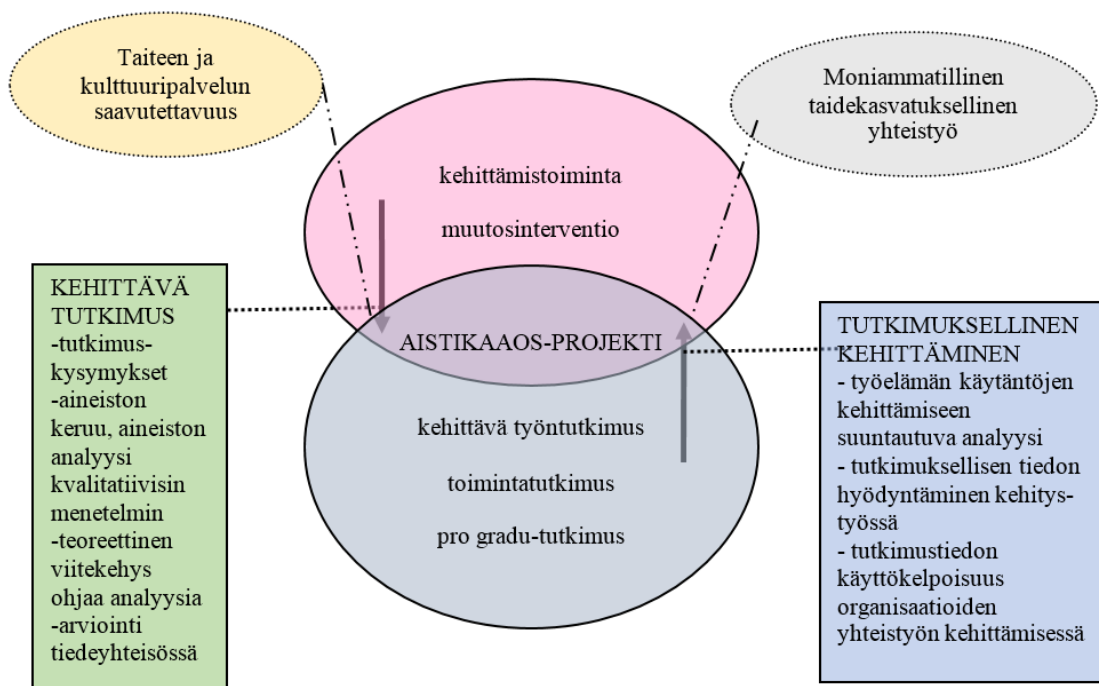 Taiteen ja
kulttuuripalvelun
saavutettavuus
Moniammatillinen
taidekasvatuksellinen
yhteistyö
kehittämistoiminta
muutosinterventio
AISTIKAAOS-PROJEKTI
kehittävä työntutkimus
toimintatutkimus
pro gradu-tutkimus
KEHITTÄVÄ
TUTKIMUS
-tutkimus-
kysymykset
-aineiston
keruu, aineiston
analyysi
kvalitatiivisin
menetelmin
-teoreettinen
viitekehys
ohjaa analyysia
-arviointi
tiedeyhteisössä
TUTKIMUKSELLINEN
KEHITTÄMINEN
- työelämän käytäntöjen
kehittämiseen
suuntautuva analyysi
- tutkimuksellisen tiedon
hyödyntäminen kehitys-
työssä
- tutkimustiedon
käyttökelpoisuus
organisaatioiden
yhteistyön kehittämisessä